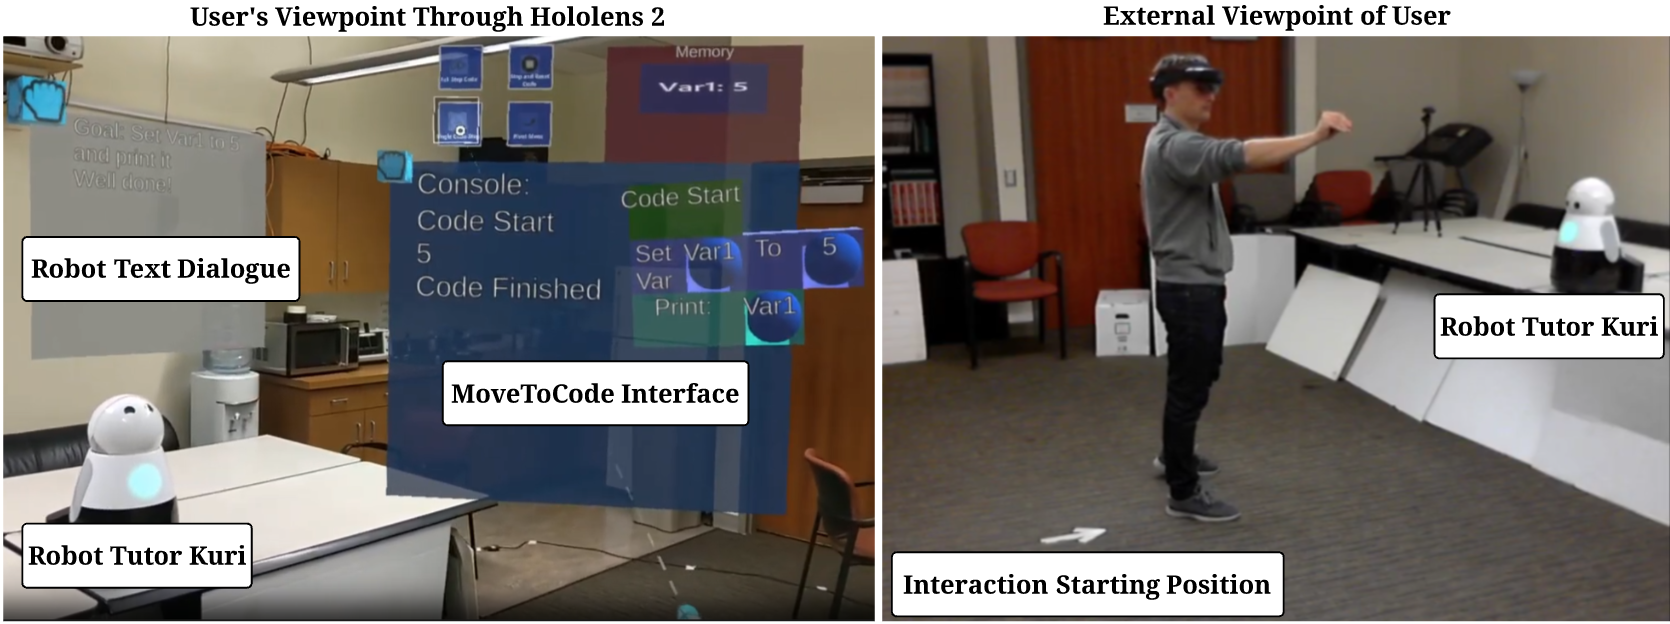 User's Viewpoint Through Hololens 2
External Viewpoint of User
Memory
Var1: 5
Goal: Set Var1 to 5
and print it
Well done!
Console:
Code Start
5
Code Finished
Code Start
Set Var1 To 5
Var
Print: Var1
Robot Text Dialogue
MoveToCode Interface
Robot Tutor Kuri
Robot Tutor Kuri
Interaction Starting Position